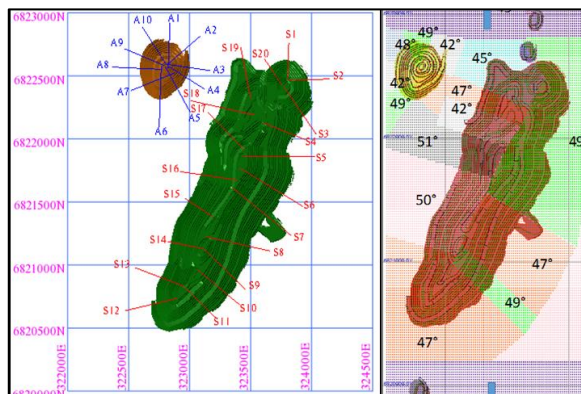 6823000N
6822500N
6822000N
6821500N
6821000N
6820500N
6820000N
322000E
322500E
323000E
323500E
324000E
324500E
A10
A1
A2
A9
A8
A3
A4
A7
A5
A6
S19
S20
S1
S2
S18
S3
S17
S4
S5
S16
S6
S15
S7
S14
S8
S13
S9
S12
S10
S11
49°
48°
42°
45°
42°
47°
49°
42°
51°
49
50°
47°
49°
47°